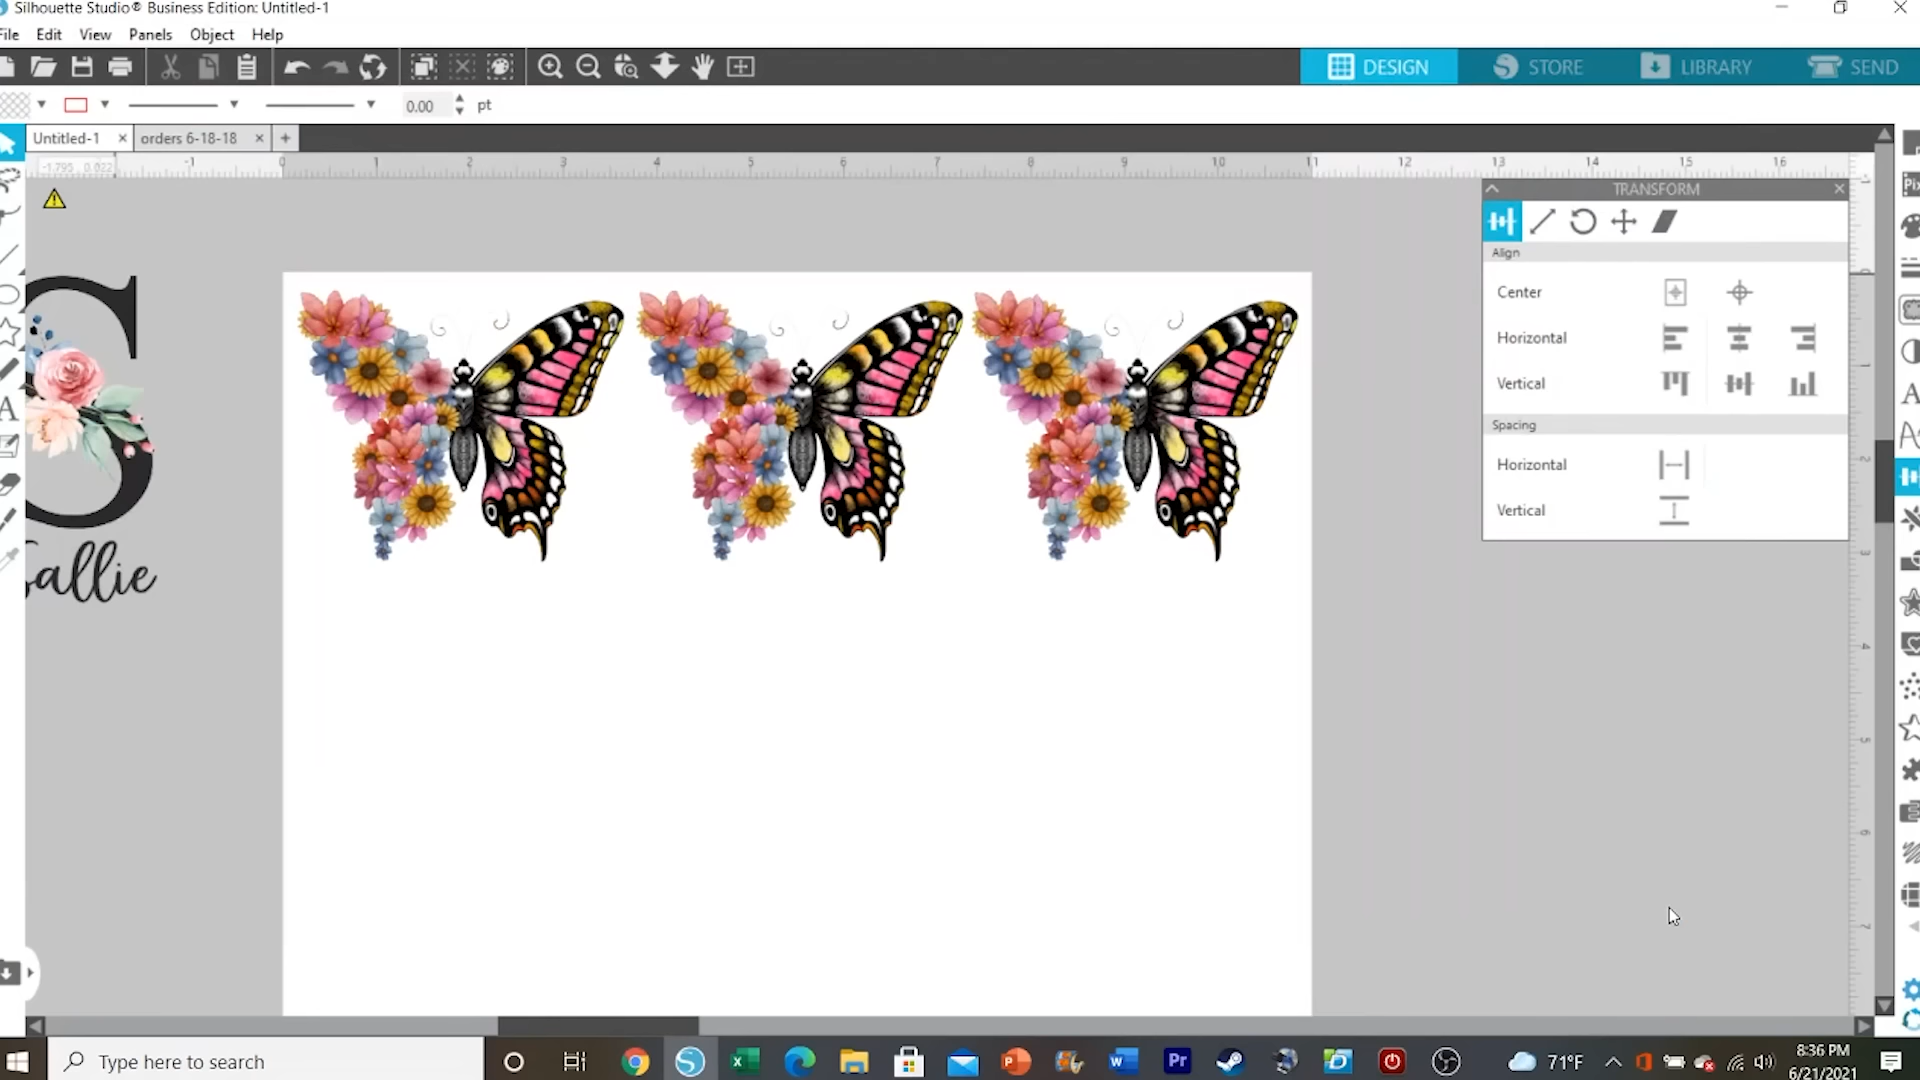 Silhouette Studio® Business Edition: Untitled-1
File Edit View Panels Object Help
DESIGN STORE LIBRARY SEND
0.00 pt
Untitled-1 orders 6-18-18 +
-1 0 1 2 3 4 5 6 7 8 9 10 11 12 13 14 15 16
TRANSFORM
Align
Center
Horizontal
Vertical
Spacing
Horizontal
Vertical
S
Sallie
Type here to search
71°F
8:36 PM
6/21/2021